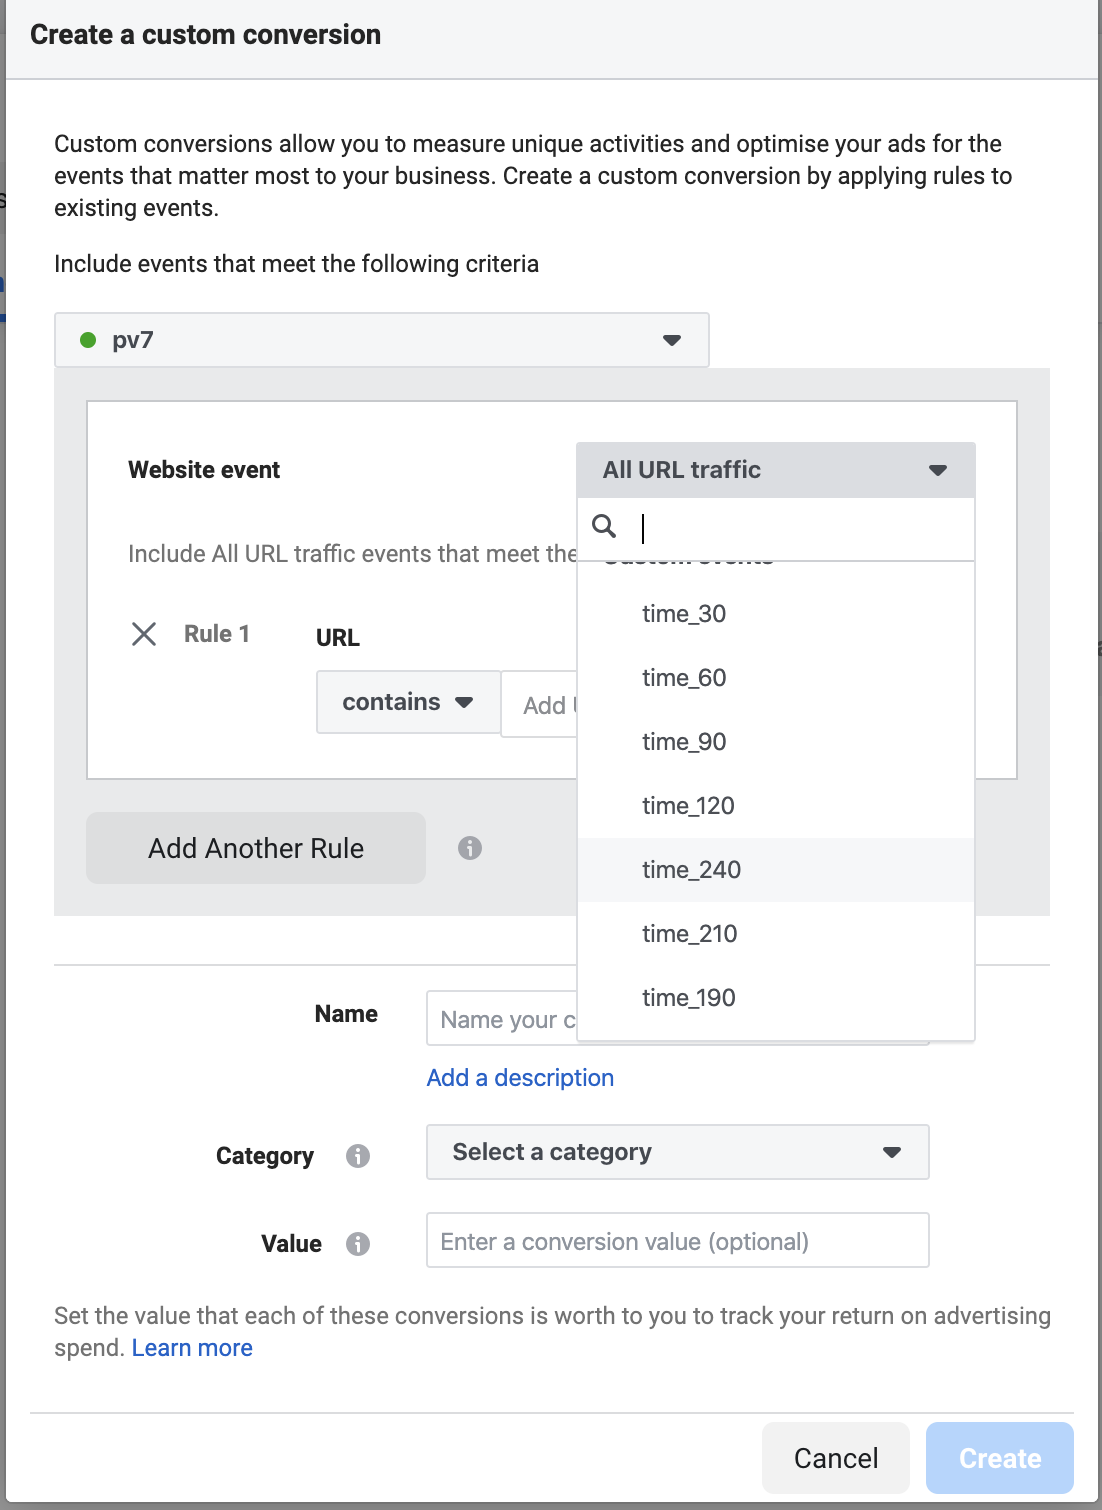 Create a custom conversion
Custom conversions allow you to measure unique activities and optimise your ads for the
events that matter most to your business. Create a custom conversion by applying rules to
existing events.
Include events that meet the following criteria
pv7
Website event
All URL traffic
Include All URL traffic events that meet the
Custom events
time_30
time_60
time_90
time_120
time_240
time_210
time_190
Rule 1
URL
contains
Add
Add Another Rule
Name
Name your c
Add a description
Category
Select a category
Value
Enter a conversion value (optional)
Set the value that each of these conversions is worth to you to track your return on advertising
spend. Learn more
Cancel
Create